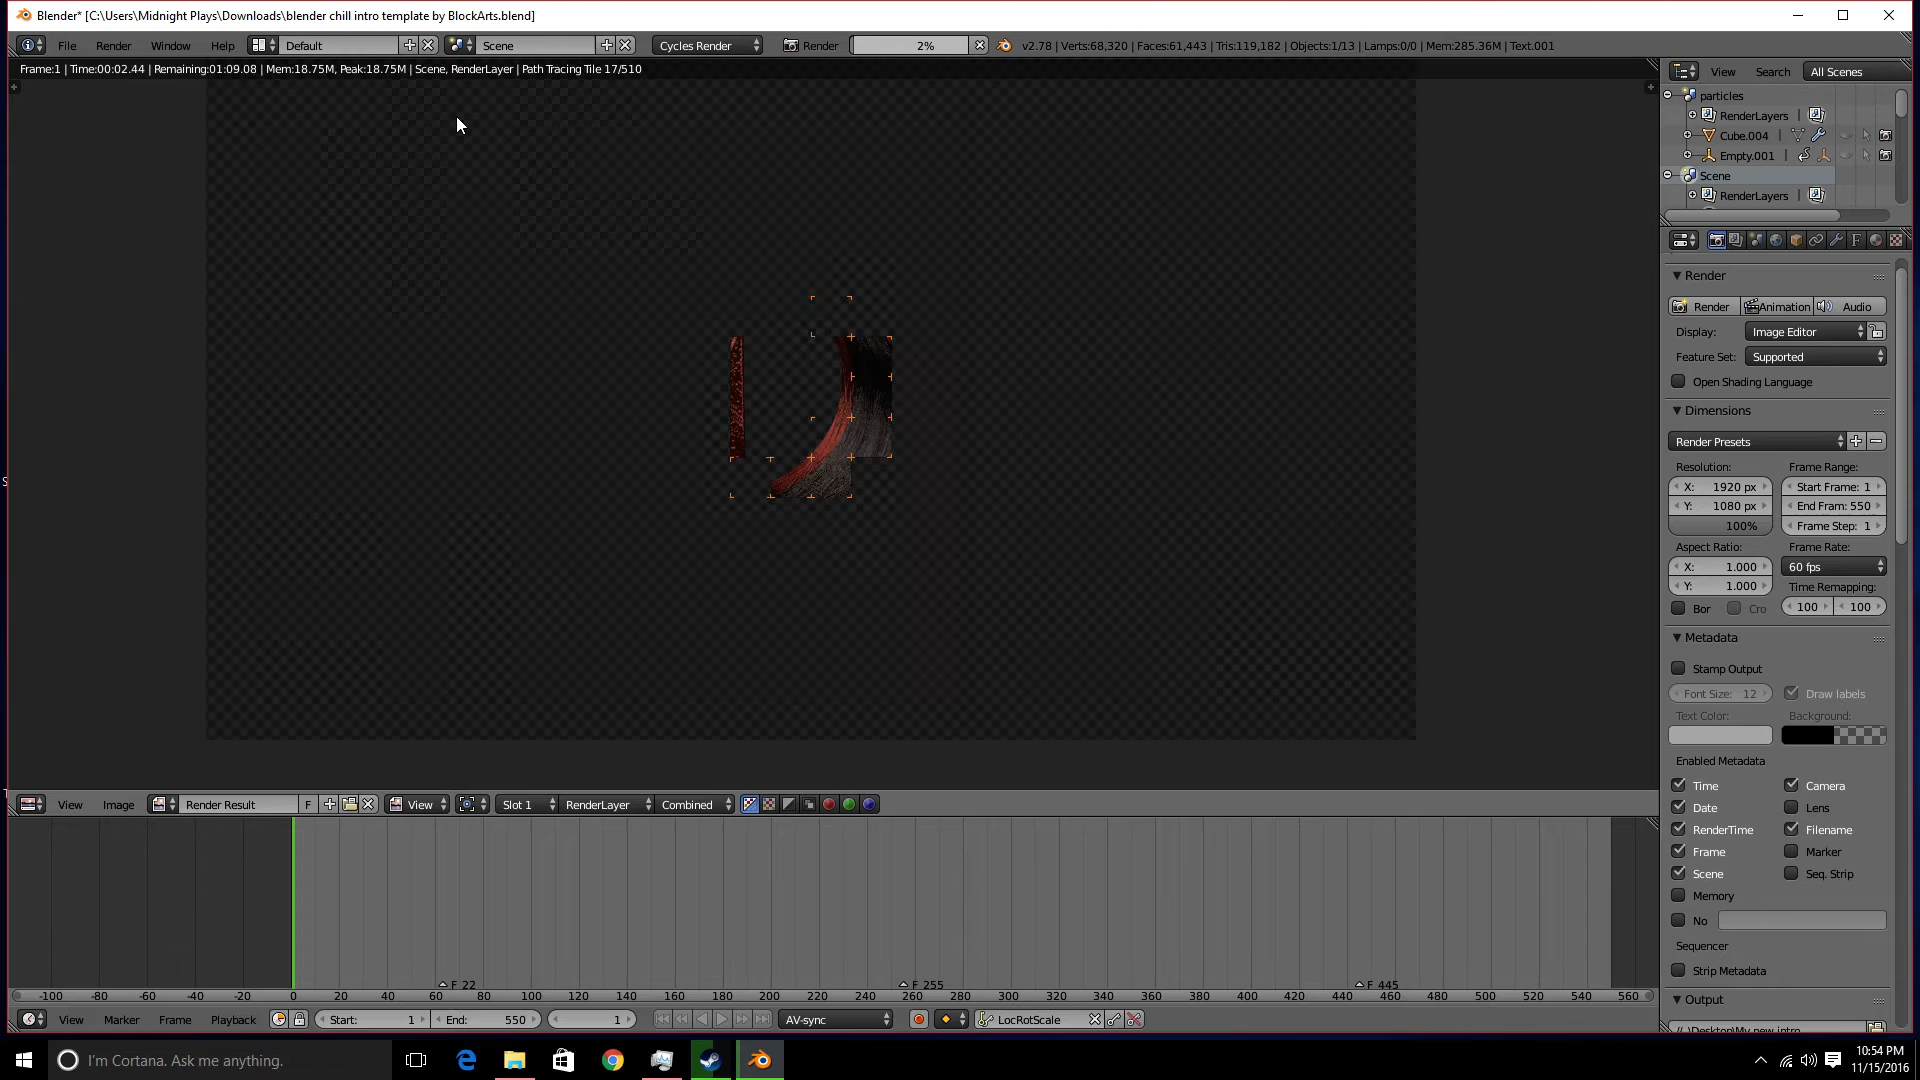 Blender* [C:\Users\Midnight Plays\Downloads\blender chill intro template by BlockArts.blend]
File Render Window Help Default Scene Cycles Render Render 2% v2.78 | Verts:68,320 | Faces:61,443 | Tris:119,182 | Objects:1/13 | Lamps:0/0 | Mem:285.36M | Text.001
Frame:1 | Time:00:02.44 | Remaining:01:09.08 | Mem:18.75M, Peak:18.75M | Scene, RenderLayer | Path Tracing Tile 17/510
View Search All Scenes
particles
RenderLayers |
Cube.004 |
Empty.001 |
Scene
RenderLayers |
Render
Render Animation Audio
Display: Image Editor
Feature Set: Supported
Open Shading Language
Dimensions
Render Presets
Resolution: Frame Range:
X: 1920 px Start Frame: 1
Y: 1080 px End Fram: 550
100% Frame Step: 1
Aspect Ratio: Frame Rate:
X: 1.000 60 fps
Y: 1.000 Time Remapping:
Bor Cro 100 100
Metadata
Stamp Output
Font Size: 12 Draw labels
Text Color: Background:
Enabled Metadata
Time Camera
Date Lens
RenderTime Filename
Frame Marker
Scene Seq. Strip
Memory
No
Sequencer
Strip Metadata
Output
//..\Desktop\My new intro
View Image Render Result F View Slot 1 RenderLayer Combined
F 22 F 255 F 445
-100 -80 -60 -40 -20 0 20 40 60 80 100 120 140 160 180 200 220 240 260 280 300 320 340 360 380 400 420 440 460 480 500 520 540 560
View Marker Frame Playback Start: 1 End: 550 1 AV-sync LocRotScale
I'm Cortana. Ask me anything.
10:54 PM
11/15/2016